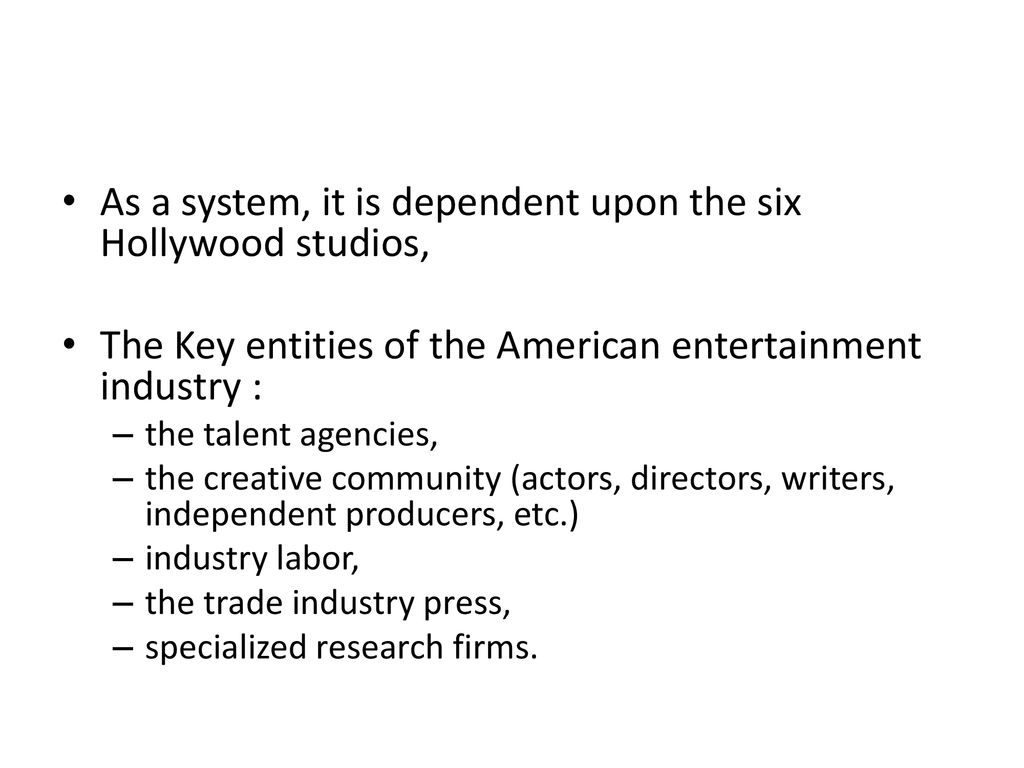 • As a system, it is dependent upon the six
Hollywood studios,
• The Key entities of the American entertainment
industry :
– the talent agencies,
– the creative community (actors, directors, writers,
independent producers, etc.)
– industry labor,
– the trade industry press,
– specialized research firms.